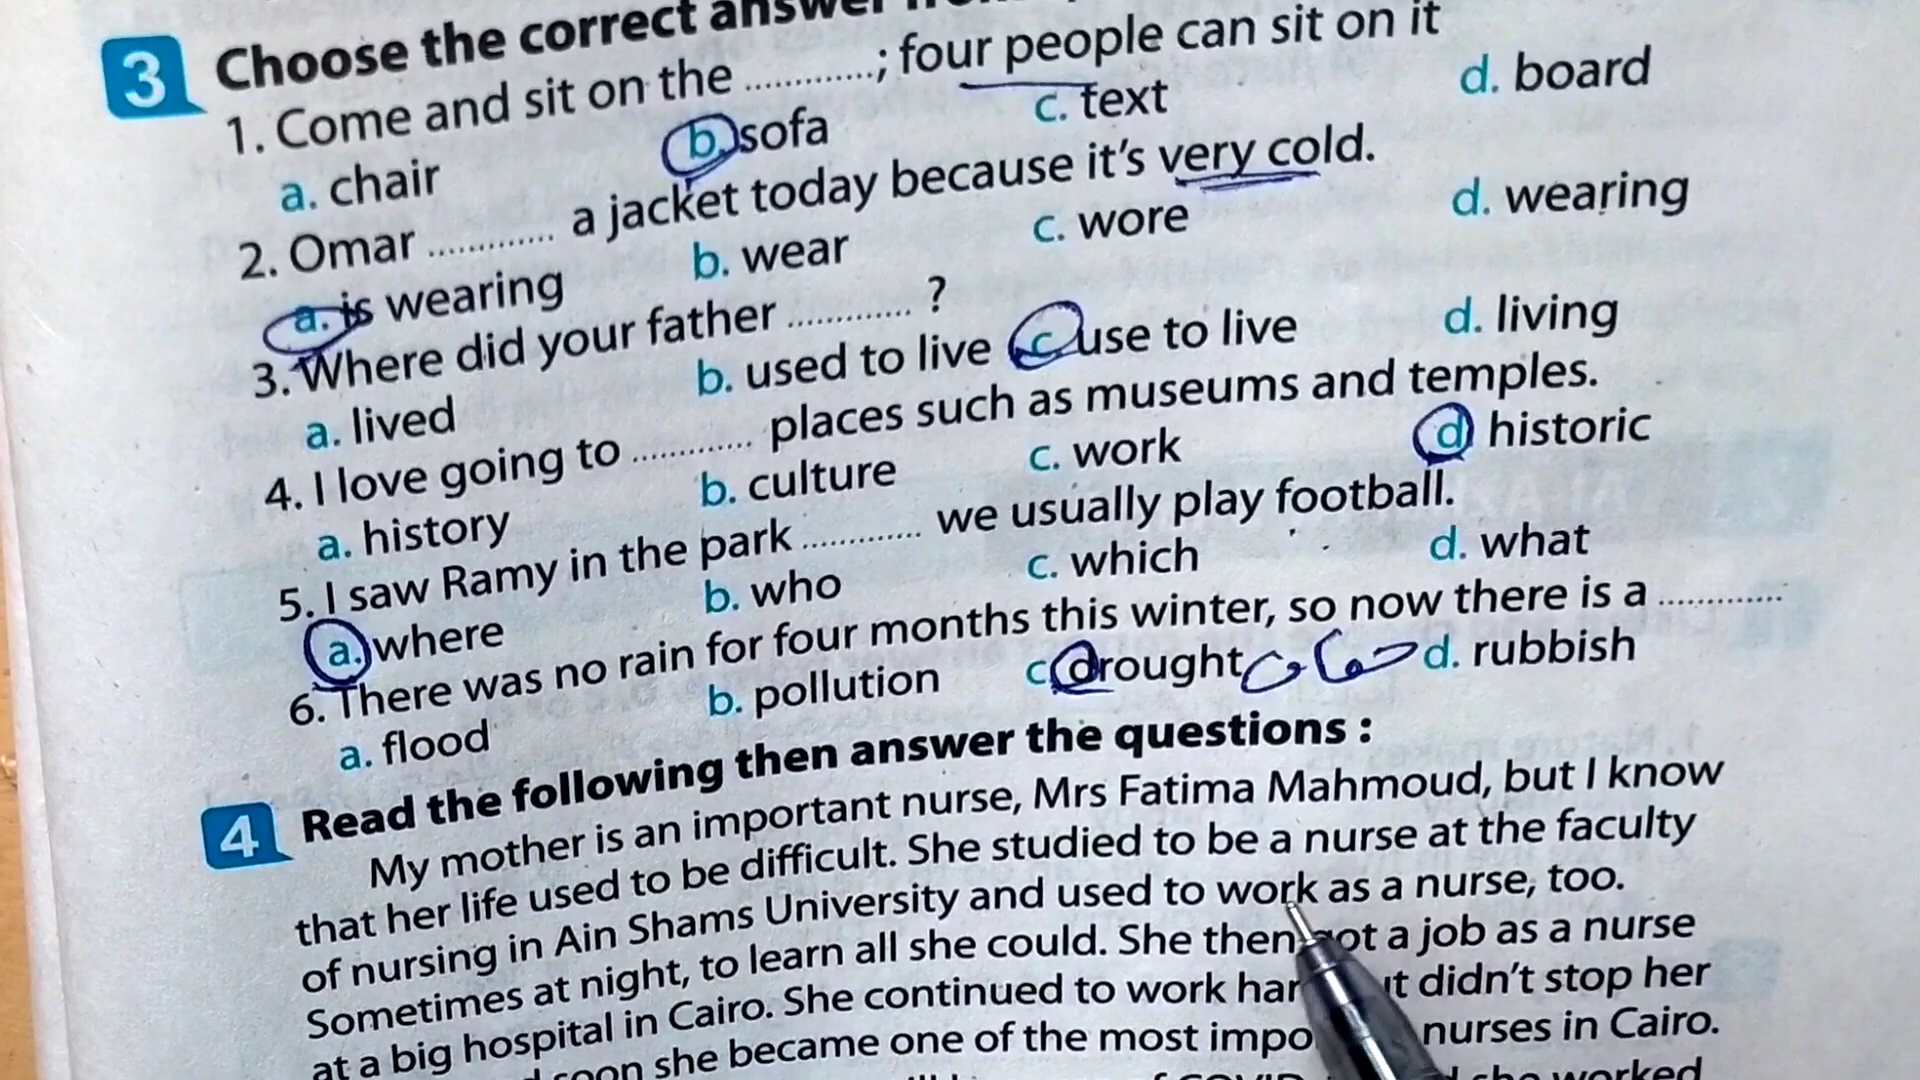 3 Choose the correct answer
1. Come and sit on the ............; four people can sit on it
a. chair b. sofa c. text d. board
2. Omar ............ a jacket today because it's very cold.
a. is wearing b. wear c. wore d. wearing
3. Where did your father ............ ?
a. lived b. used to live c. use to live d. living
4. I love going to ............ places such as museums and temples.
a. history b. culture c. work d. historic
5. I saw Ramy in the park ............ we usually play football.
a. where b. who c. which d. what
6. There was no rain for four months this winter, so now there is a ............
a. flood b. pollution c. drought d. rubbish
4 Read the following then answer the questions :
My mother is an important nurse, Mrs Fatima Mahmoud, but I know
that her life used to be difficult. She studied to be a nurse at the faculty
of nursing in Ain Shams University and used to work as a nurse, too.
Sometimes at night, to learn all she could. She then got a job as a nurse
at a big hospital in Cairo. She continued to work didn't stop her
soon she became one of the most nurses in Cairo.
she worked